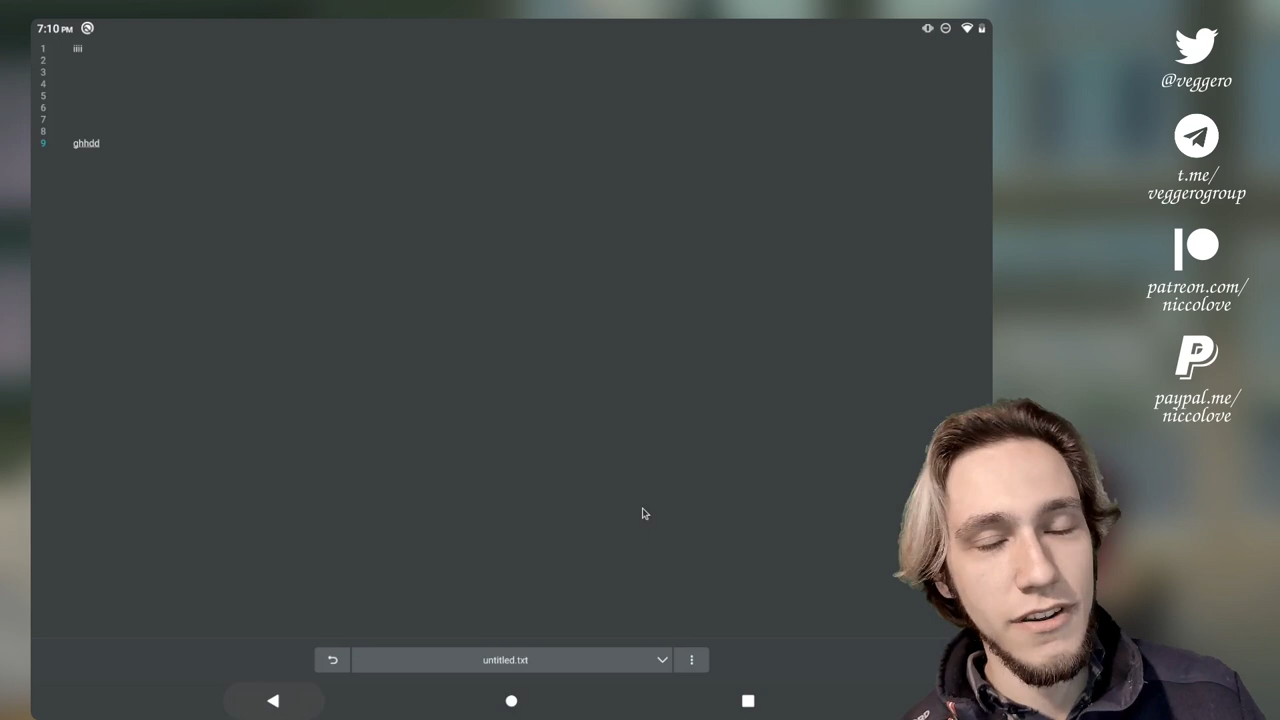 7:10 PM
1 iiii
2
3
4
5
6
7
8
9 ghhdd
untitled.txt
@veggero
t.me/
veggerogroup
patreon.com/
niccolove
paypal.me/
niccolove